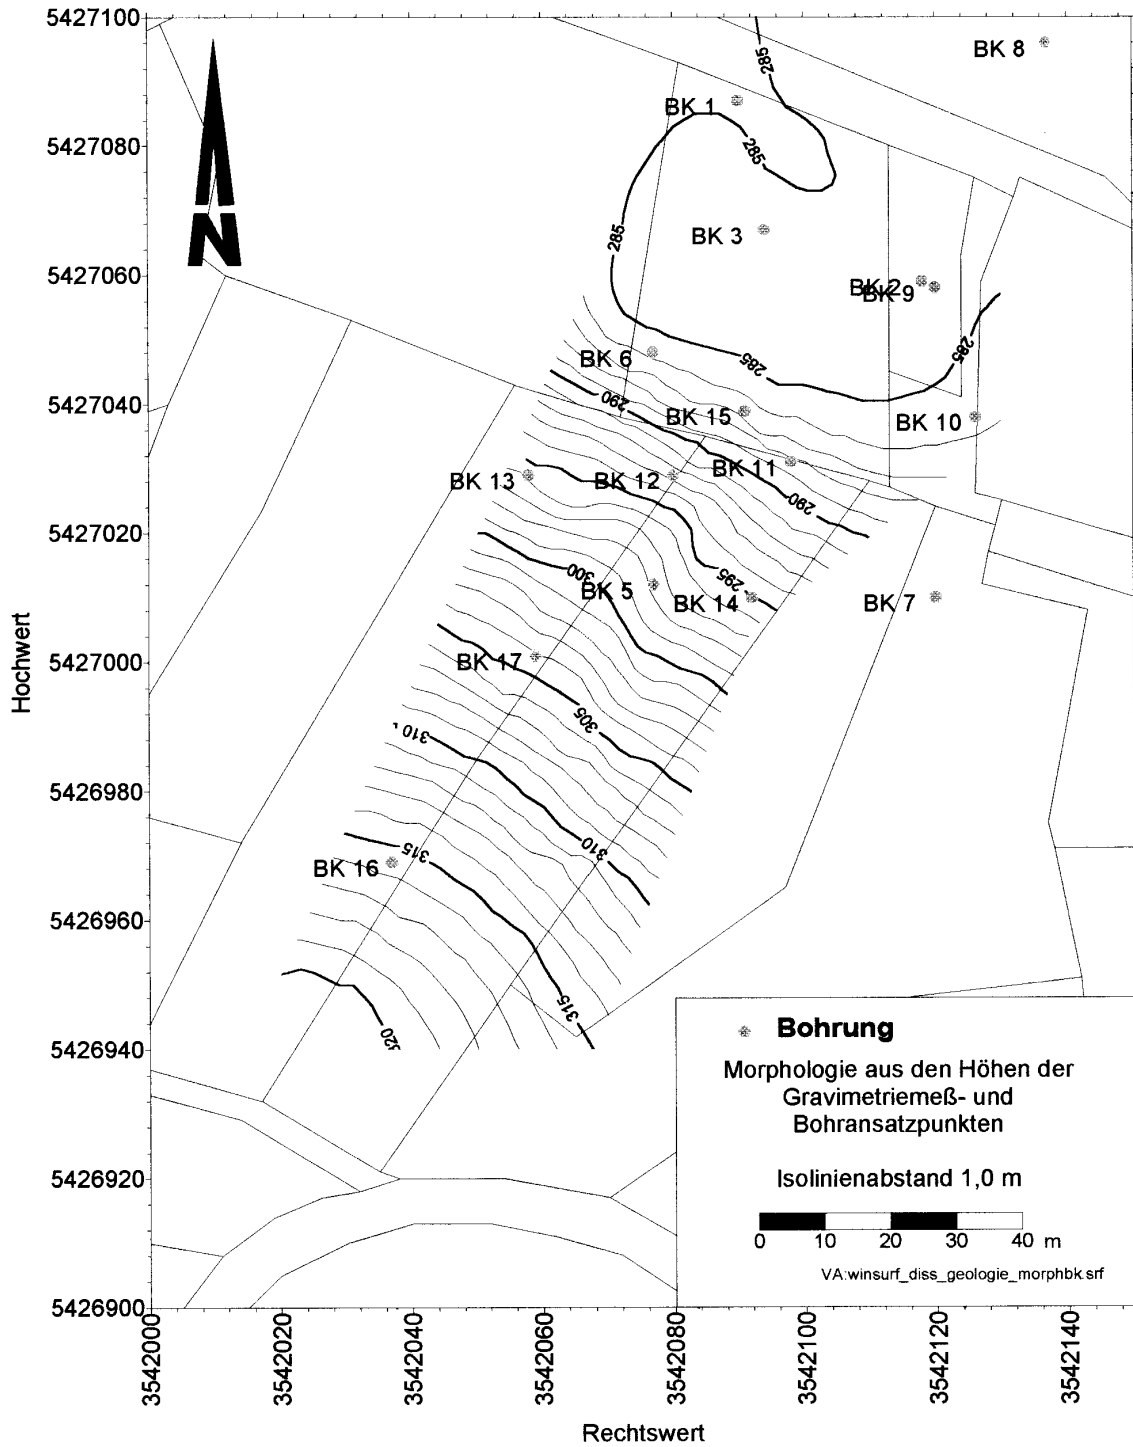 5427100
5427080
5427060
5427040
5427020
5427000
5426980
5426960
5426940
5426920
5426900
Hochwert
N
BK 8
285
BK 1
285
285
BK 3
BK 2
BK 9
285
285
BK 6
290
BK 15
BK 10
BK 11
BK 13
BK 12
290
300
295
BK 5
BK 14
BK 7
BK 17
305
310
310
315
BK 16
315
320
Bohrung
Morphologie aus den Höhen der
Gravimetriemeß- und
Bohransatzpunkten
Isolinienabstand 1,0 m
0 10 20 30 40 m
VA:winsurf_diss_geologie_morphbk.srf
3542000
3542020
3542040
3542060
3542080
3542100
3542120
3542140
Rechtswert